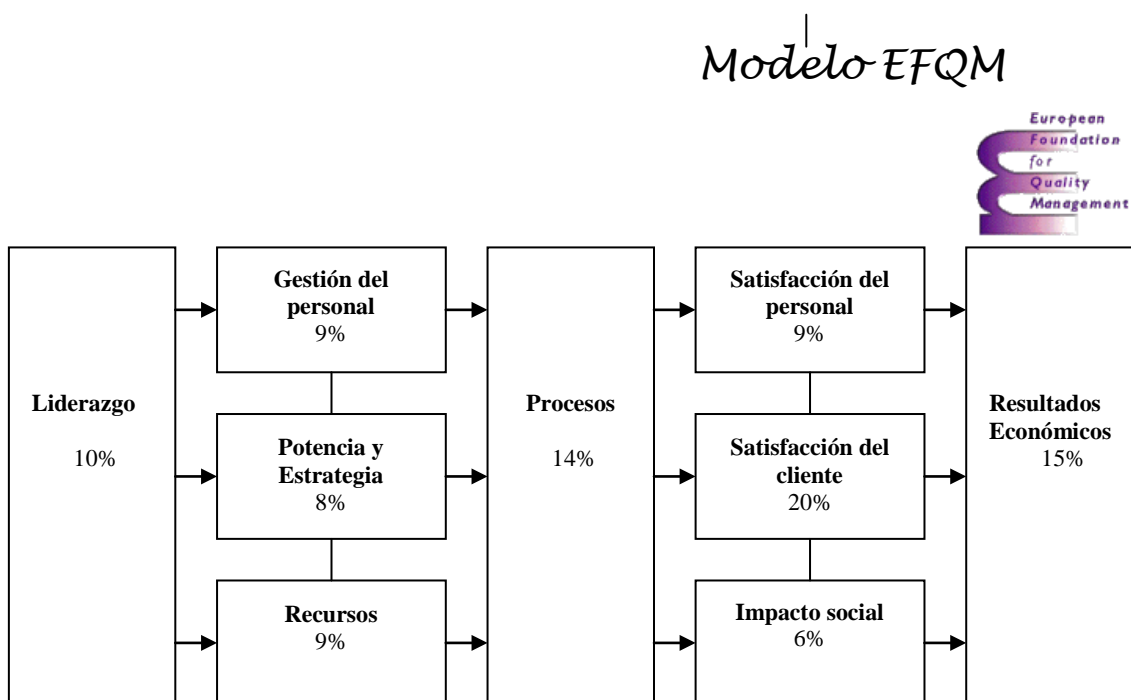 Modelo EFQM
European
Foundation
for
Quality
Management
Liderazgo
10%
Gestión del
personal
9%
Potencia y
Estrategia
8%
Recursos
9%
Procesos
14%
Satisfacción del
personal
9%
Satisfacción del
cliente
20%
Impacto social
6%
Resultados
Económicos
15%